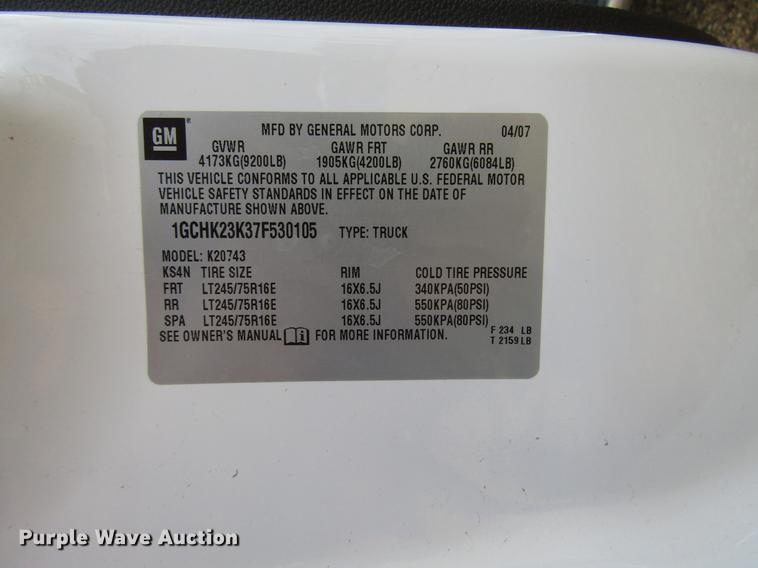 GM
MFD BY GENERAL MOTORS CORP. 04/07
GVWR GAWR FRT GAWR RR
4173KG(9200LB) 1905KG(4200LB) 2760KG(6084LB)
THIS VEHICLE CONFORMS TO ALL APPLICABLE U.S. FEDERAL MOTOR
VEHICLE SAFETY STANDARDS IN EFFECT ON THE DATE OF
MANUFACTURE SHOWN ABOVE.
1GCHK23K37F530105 TYPE: TRUCK
MODEL: K20743
KS4N TIRE SIZE RIM COLD TIRE PRESSURE
FRT LT245/75R16E 16X6.5J 340KPA(50PSI)
RR LT245/75R16E 16X6.5J 550KPA(80PSI)
SPA LT245/75R16E 16X6.5J 550KPA(80PSI)
SEE OWNER'S MANUAL FOR MORE INFORMATION.
F 234 LB
T 2159 LB
Purple Wave Auction